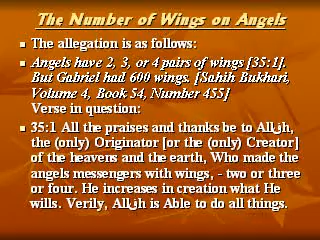 The Number of Wings on Angels
The allegation is as follows:
Angels have 2, 3, or 4 pairs of wings [35:1].
But Gabriel had 600 wings. [Sahih Bukhari,
Volume 4, Book 54, Number 455]
Verse in question:
35:1 All the praises and thanks be to Allâh,
the (only) Originator [or the (only) Creator]
of the heavens and the earth, Who made the
angels messengers with wings, - two or three
or four. He increases in creation what He
wills. Verily, Allâh is Able to do all things.